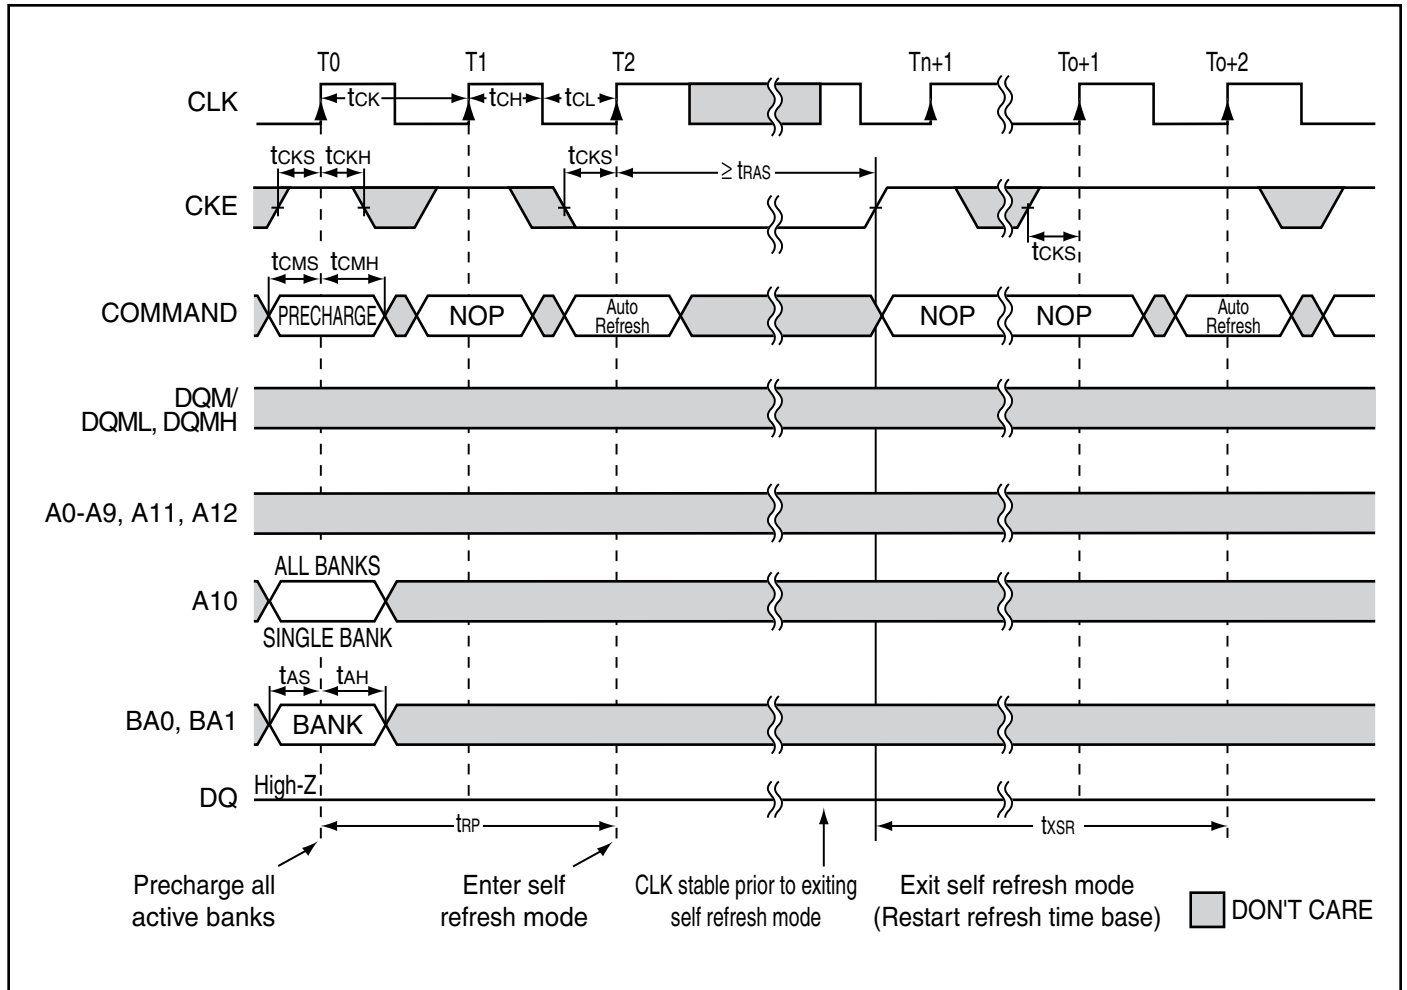 T0 T1 T2 Tn+1 To+1 To+2
CLK tCK tCH tCL
tCKS tCKH tCKS ≥ tRAS
CKE
tCKS
tCMS tCMH
COMMAND PRECHARGE NOP Auto Refresh NOP NOP Auto Refresh
DQM/
DQML, DQMH
A0-A9, A11, A12
ALL BANKS
A10
SINGLE BANK
tAS tAH
BA0, BA1 BANK
DQ High-Z
tRP tXSR
Precharge all
active banks
Enter self
refresh mode
CLK stable prior to exiting
self refresh mode
Exit self refresh mode
(Restart refresh time base)
DON'T CARE